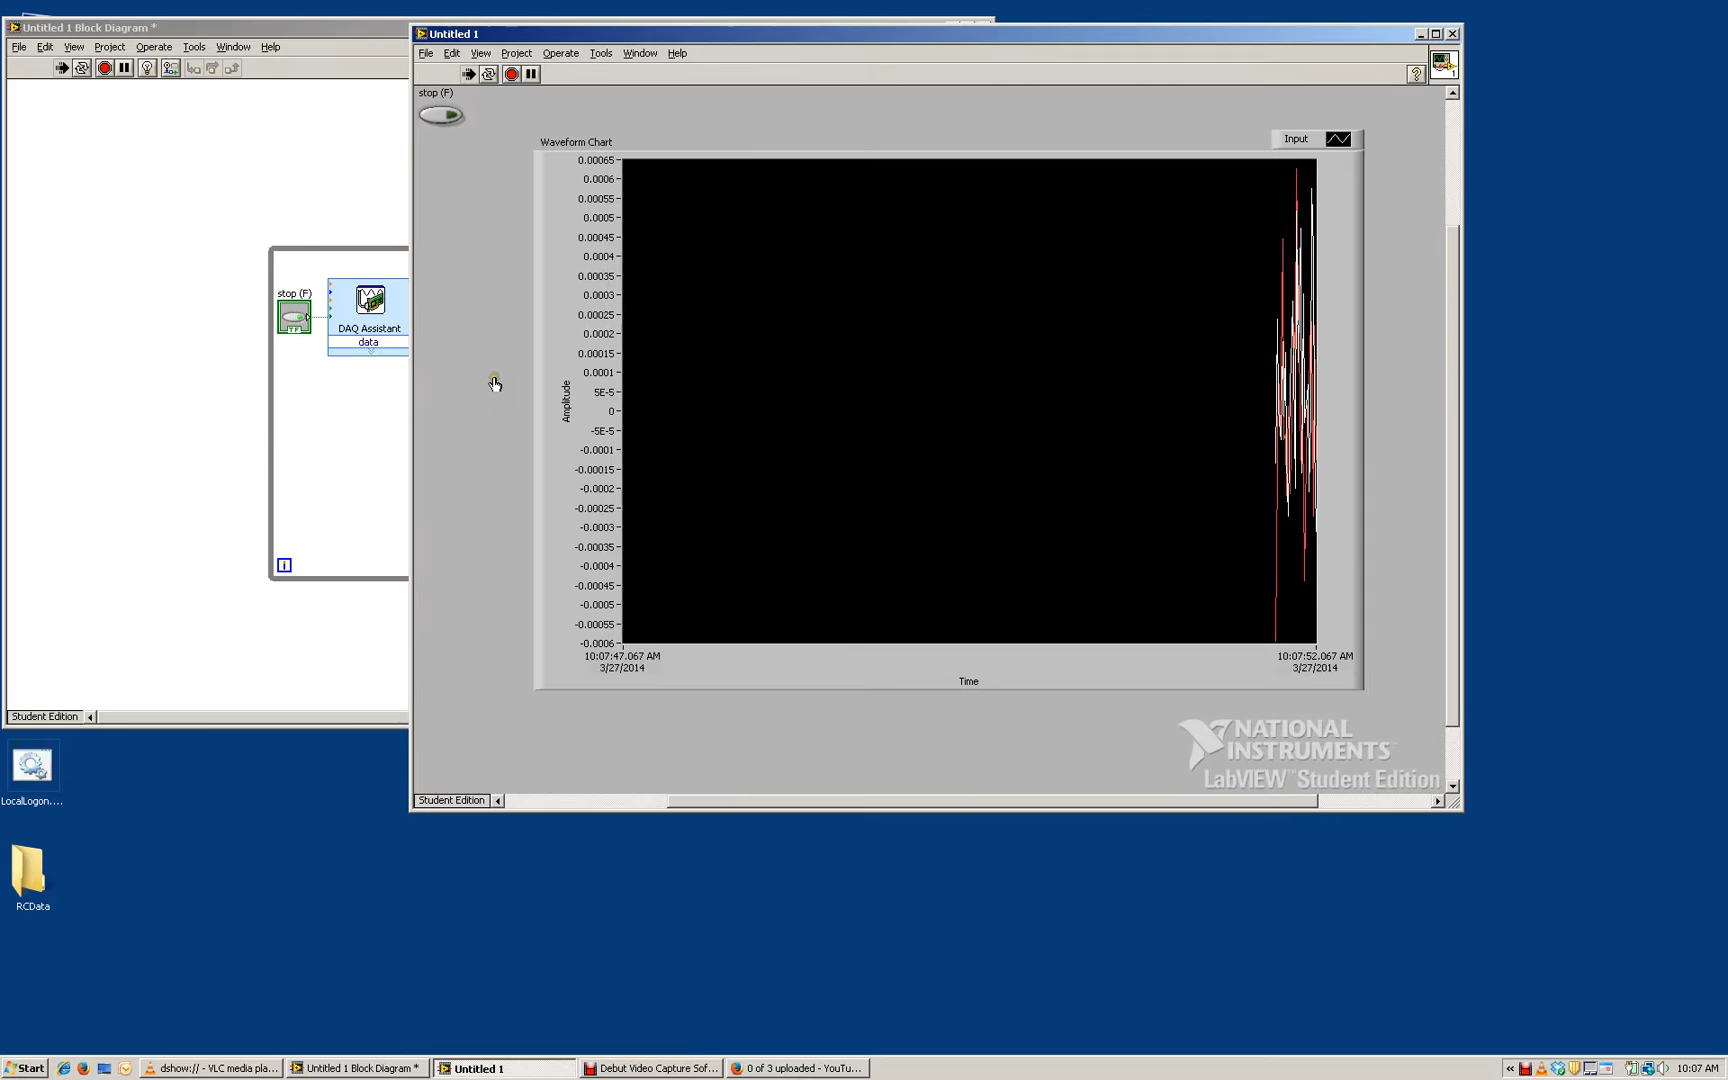 Untitled 1 Block Diagram *
File Edit View Project Operate Tools Window Help
stop (F)
TF
DAQ Assistant
data
i
Student Edition
Untitled 1
File Edit View Project Operate Tools Window Help
?
1
stop (F)
Waveform Chart
Input
0.00065
0.0006
0.00055
0.0005
0.00045
0.0004
0.00035
0.0003
0.00025
0.0002
0.00015
0.0001
5E-5
0
-5E-5
-0.0001
-0.00015
-0.0002
-0.00025
-0.0003
-0.00035
-0.0004
-0.00045
-0.0005
-0.00055
-0.0006
Amplitude
10:07:47.067 AM
3/27/2014
10:07:52.067 AM
3/27/2014
Time
NATIONAL
INSTRUMENTS
LabVIEW™ Student Edition
Student Edition
LocalLogon....
RCData
Start
dshow:// - VLC media pla...
Untitled 1 Block Diagram *
Untitled 1
Debut Video Capture Sof...
0 of 3 uploaded - YouTu...
«
10:07 AM